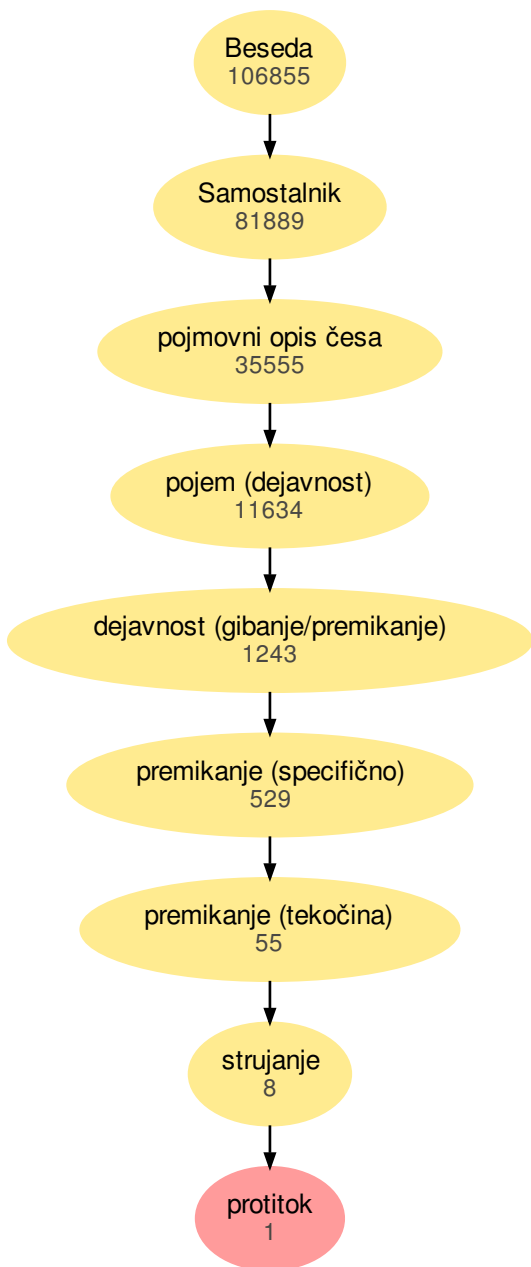 Beseda
106855
Samostalnik
81889
pojmovni opis česa
35555
pojem (dejavnost)
11634
dejavnost (gibanje/premikanje)
1243
premikanje (specifično)
529
premikanje (tekočina)
55
strujanje
8
protitok
1